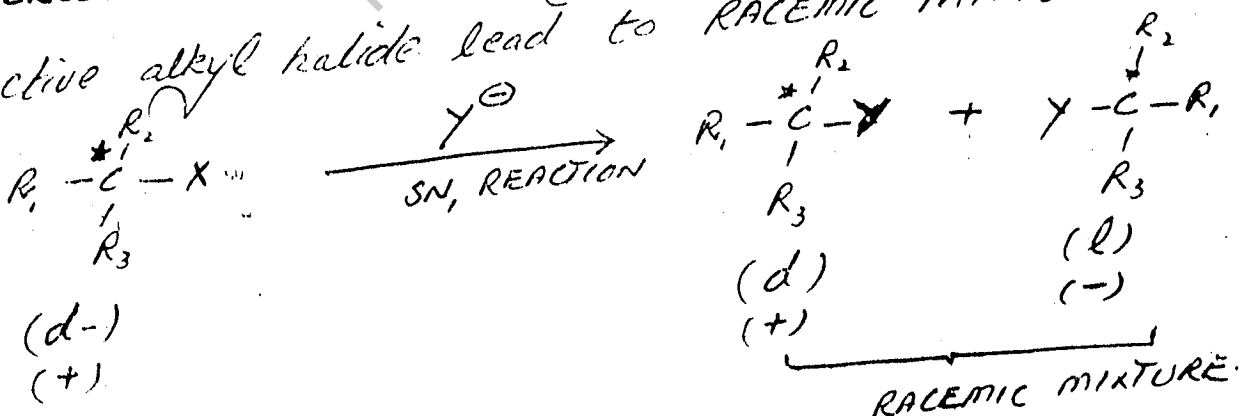 ctive alkyl halide lead to RACEMIC
R₂ R₂ R₂
R₁ - C* - X Y⊖ R₁ - C* - Y + Y - C* - R₁
SN₁ REACTION
R₃ R₃ R₃
(d-) (d) (l)
(+) (+) (-)
RACEMIC MIXTURE.